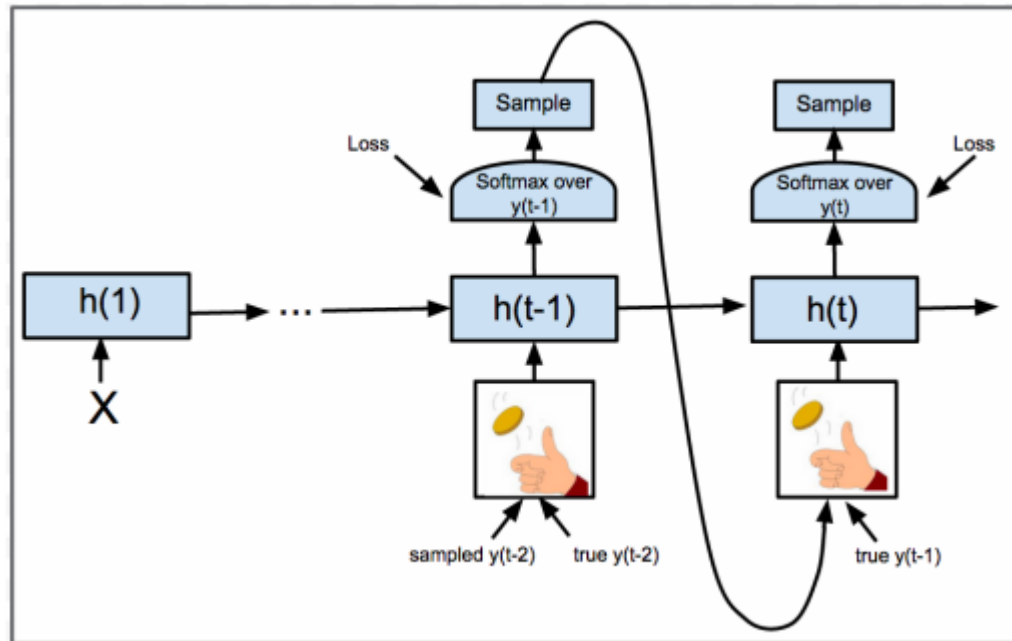 Sample
Sample
Loss
Loss
Softmax over
y(t-1)
Softmax over
y(t)
h(1)
...
h(t-1)
h(t)
X
sampled y(t-2)
true y(t-2)
true y(t-1)